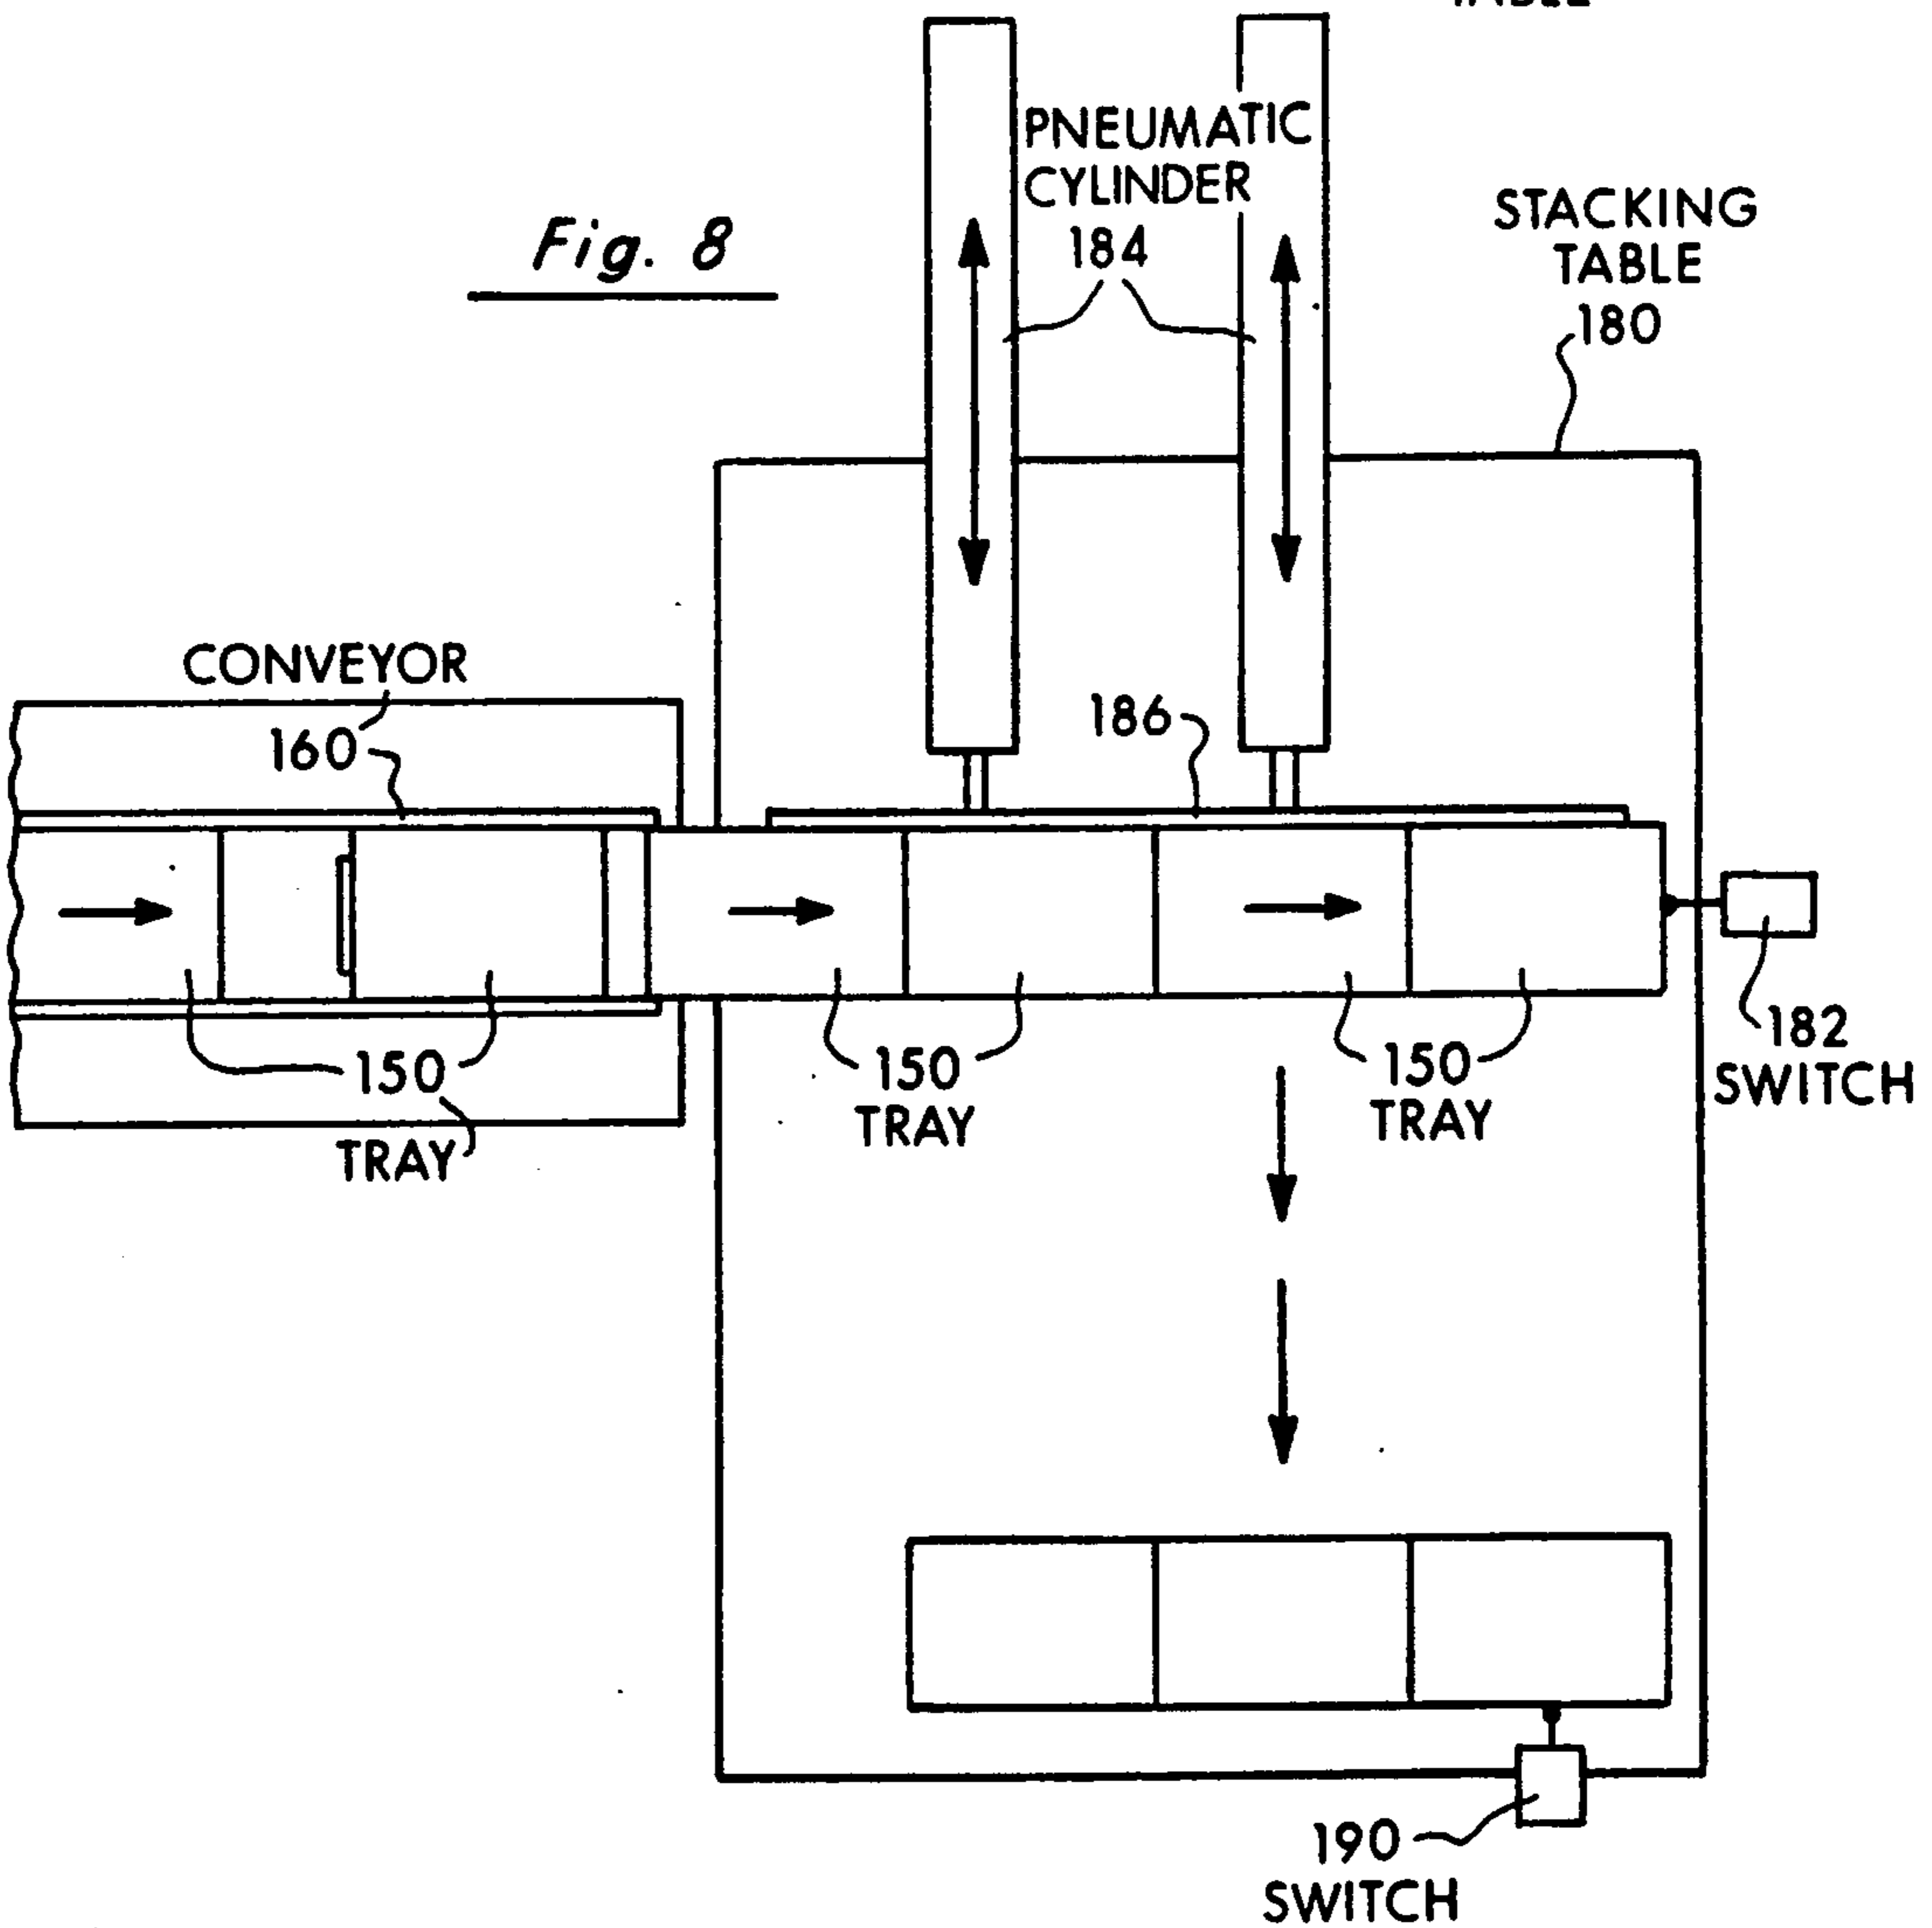 PNEUMATIC
CYLINDER
184
Fig. 8
STACKING
TABLE
180
CONVEYOR
160
186
150
TRAY
150
TRAY
150
TRAY
182
SWITCH
190
SWITCH